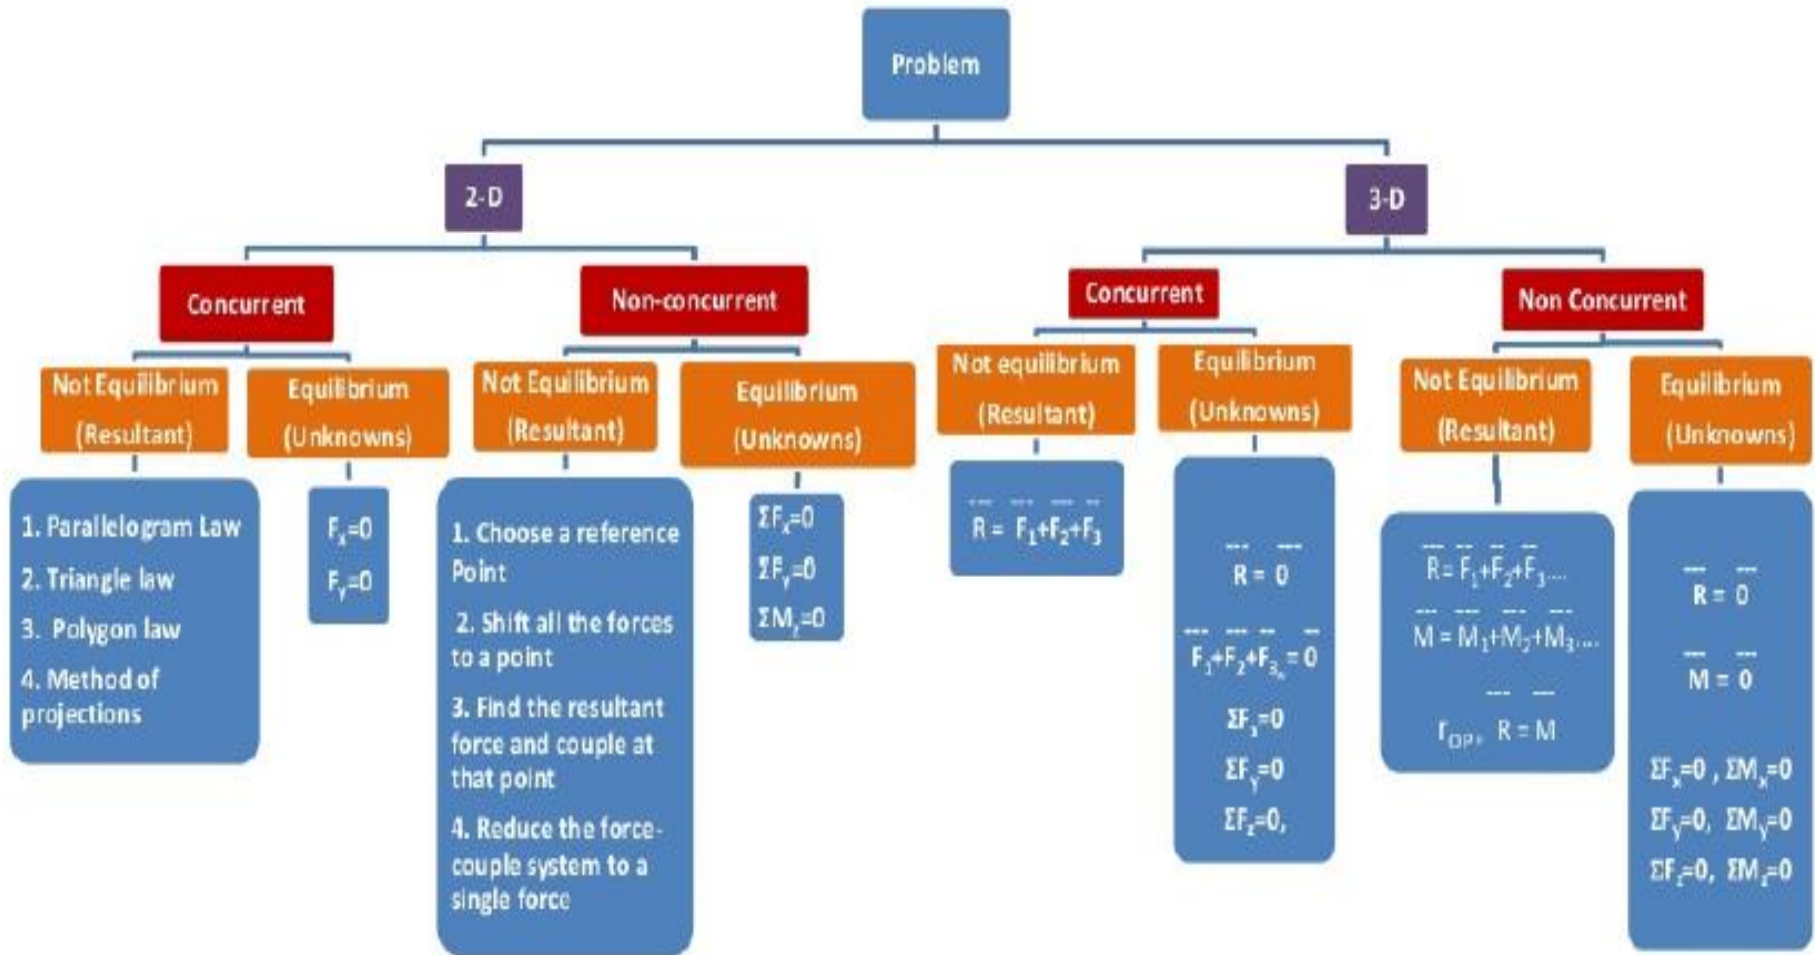 Problem
2-D
3-D
Concurrent
Non-concurrent
Concurrent
Non Concurrent
Not Equilibrium
(Resultant)
Equilibrium
(Unknowns)
Not Equilibrium
(Resultant)
Equilibrium
(Unknowns)
Not equilibrium
(Resultant)
Equilibrium
(Unknowns)
Not Equilibrium
(Resultant)
Equilibrium
(Unknowns)
1. Parallelogram Law
2. Triangle law
3. Polygon law
4. Method of
projections
Fx=0
Fy=0
1. Choose a reference
Point
2. Shift all the forces
to a point
3. Find the resultant
force and couple at
that point
4. Reduce the force-
couple system to a
single force
ΣFx=0
ΣFy=0
ΣMz=0
R = F1+F2+F3
R = 0
F1+F2+F3 = 0
ΣFx=0
ΣFy=0
ΣFz=0,
R= F1+F2+F3....
M = M1+M2+M3....
rOP R = M
R = 0
M = 0
ΣFx=0 , ΣMx=0
ΣFy=0, ΣMy=0
ΣFz=0, ΣMz=0